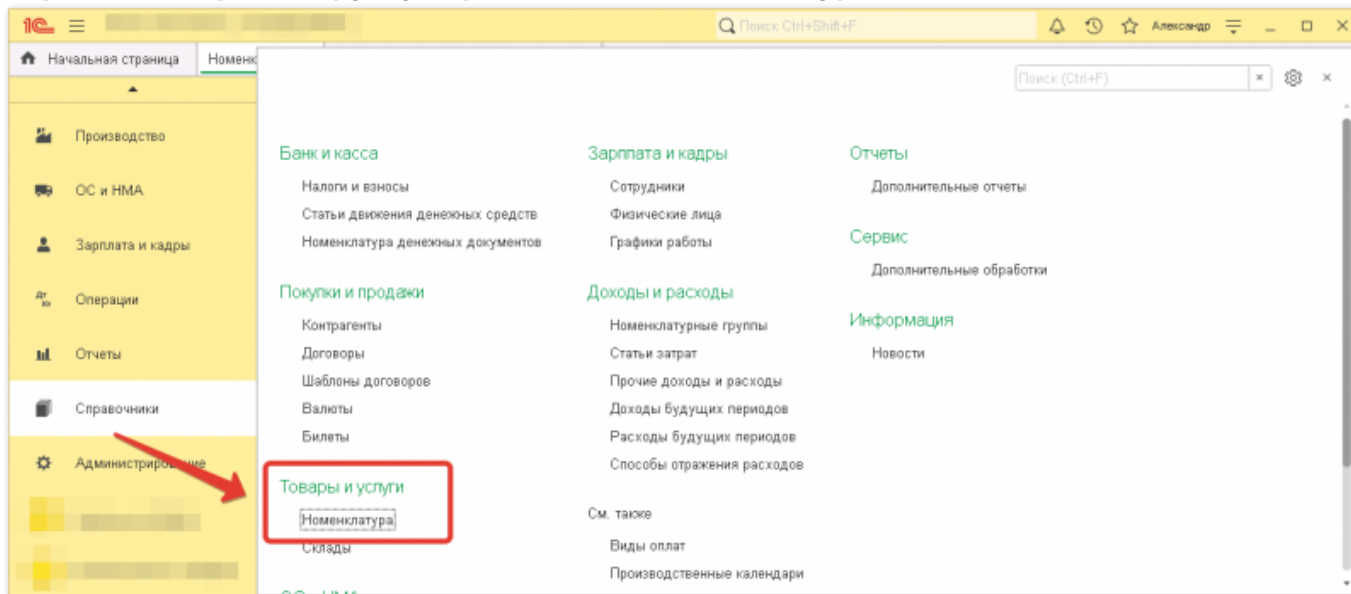 1С Поиск Ctrl+Shift+F Александр
Начальная страница Номенк
Поиск (Ctrl+F)
Производство
ОС и НМА
Зарплата и кадры
Дт Кт Операции
Отчеты
Справочники
Администрирование
Банк и касса
Налоги и взносы
Статьи движения денежных средств
Номенклатура денежных документов
Покупки и продажи
Контрагенты
Договоры
Шаблоны договоров
Валюты
Билеты
Товары и услуги
Номенклатура
Склады
Зарплата и кадры
Сотрудники
Физические лица
Графики работы
Доходы и расходы
Номенклатурные группы
Статьи затрат
Прочие доходы и расходы
Доходы будущих периодов
Расходы будущих периодов
Способы отражения расходов
См. также
Виды оплат
Производственные календари
Отчеты
Дополнительные отчеты
Сервис
Дополнительные обработки
Информация
Новости